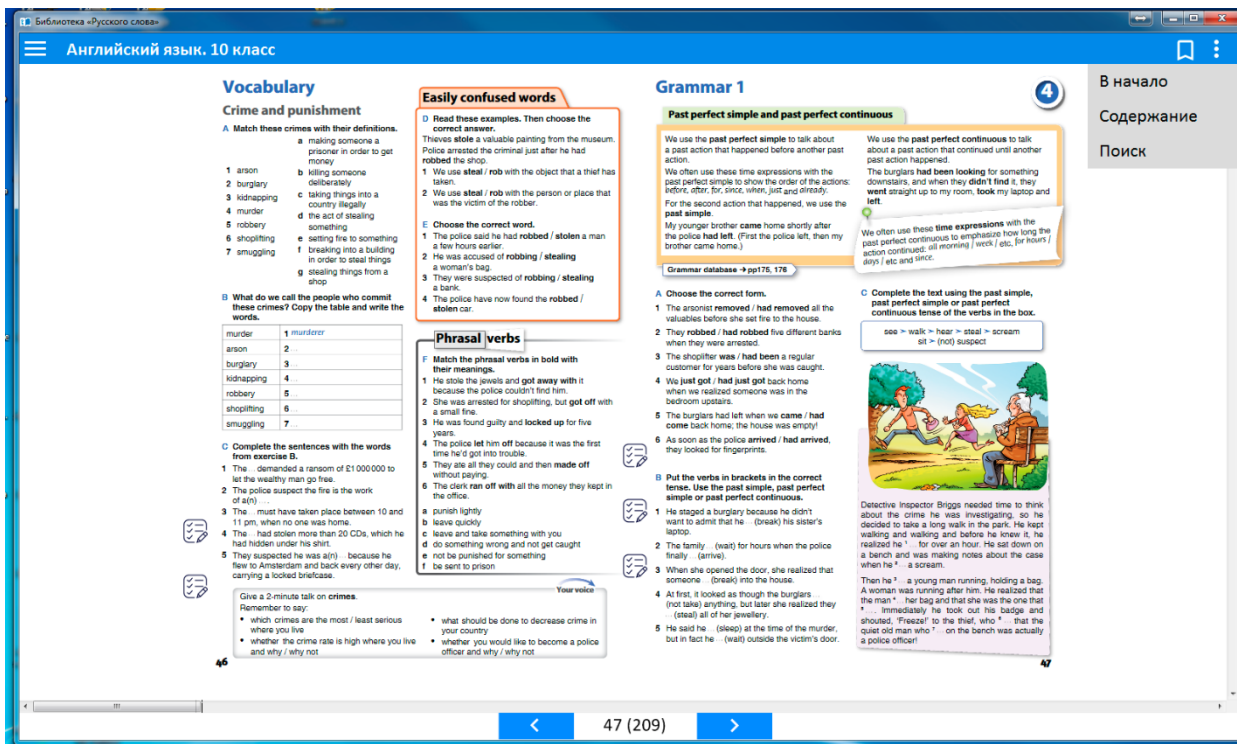 Библиотека «Русского слова»
Английский язык. 10 класс
В начало
Содержание
Поиск
Vocabulary
Crime and punishment
A Match these crimes with their definitions.
1 arson
2 burglary
3 kidnapping
4 murder
5 robbery
6 shoplifting
7 smuggling
a making someone a
prisoner in order to get
money
b killing someone
deliberately
c taking things into a
country illegally
d the act of stealing
something
e setting fire to something
f breaking into a building
in order to steal things
g stealing things from a
shop
B What do we call the people who commit
these crimes? Copy the table and write the
words.
murder 1 murderer
arson 2 ...
burglary 3 ...
kidnapping 4 ...
robbery 5 ...
shoplifting 6 ...
smuggling 7 ...
C Complete the sentences with the words
from exercise B.
1 The ... demanded a ransom of £1 000 000 to
let the wealthy man go free.
2 The police suspect the fire is the work
of a(n) ... .
3 The ... must have taken place between 10 and
11 pm, when no one was home.
4 The ... had stolen more than 20 CDs, which he
had hidden under his shirt.
5 They suspected he was a(n) ... because he
flew to Amsterdam and back every other day,
carrying a locked briefcase.
Easily confused words
D Read these examples. Then choose the
correct answer.
Thieves stole a valuable painting from the museum.
Police arrested the criminal just after he had
robbed the shop.
1 We use steal / rob with the object that a thief has
taken.
2 We use steal / rob with the person or place that
was the victim of the robber.
E Choose the correct word.
1 The police said he had robbed / stolen a man
a few hours earlier.
2 He was accused of robbing / stealing
a woman's bag.
3 They were suspected of robbing / stealing
a bank.
4 The police have now found the robbed /
stolen car.
Phrasal verbs
F Match the phrasal verbs in bold with
their meanings.
1 He stole the jewels and got away with it
because the police couldn't find him.
2 She was arrested for shoplifting, but got off with
a small fine.
3 He was found guilty and locked up for five
years.
4 The police let him off because it was the first
time he'd got into trouble.
5 They ate all they could and then made off
without paying.
6 The clerk ran off with all the money they kept in
the office.
a punish lightly
b leave quickly
c leave and take something with you
d do something wrong and not get caught
e not be punished for something
f be sent to prison
Your voice
Give a 2-minute talk on crimes.
Remember to say:
• which crimes are the most / least serious
where you live
• whether the crime rate is high where you live
and why / why not
• what should be done to decrease crime in
your country
• whether you would like to become a police
officer and why / why not
46
Grammar 1
4
Past perfect simple and past perfect continuous
We use the past perfect simple to talk about
a past action that happened before another past
action.
We often use these time expressions with the
past perfect simple to show the order of the actions:
before, after, for, since, when, just and already.
For the second action that happened, we use the
past simple.
My younger brother came home shortly after
the police had left. (First the police left, then my
brother came home.)
Grammar database → pp175, 176
We use the past perfect continuous to talk
about a past action that continued until another
past action happened.
The burglars had been looking for something
downstairs, and when they didn't find it, they
went straight up to my room, took my laptop and
left.
We often use these time expressions with the
past perfect continuous to emphasize how long the
action continued: all morning / week / etc, for hours /
days / etc and since.
A Choose the correct form.
1 The arsonist removed / had removed all the
valuables before she set fire to the house.
2 They robbed / had robbed five different banks
when they were arrested.
3 The shoplifter was / had been a regular
customer for years before she was caught.
4 We just got / had just got back home
when we realized someone was in the
bedroom upstairs.
5 The burglars had left when we came / had
come back home; the house was empty!
6 As soon as the police arrived / had arrived,
they looked for fingerprints.
B Put the verbs in brackets in the correct
tense. Use the past simple, past perfect
simple or past perfect continuous.
1 He staged a burglary because he didn't
want to admit that he ... (break) his sister's
laptop.
2 The family ... (wait) for hours when the police
finally ... (arrive).
3 When she opened the door, she realized that
someone ... (break) into the house.
4 At first, it looked as though the burglars ...
(not take) anything, but later she realized they
... (steal) all of her jewellery.
5 He said he ... (sleep) at the time of the murder,
but in fact he ... (wait) outside the victim's door.
C Complete the text using the past simple,
past perfect simple or past perfect
continuous tense of the verbs in the box.
see ➢ walk ➢ hear ➢ steal ➢ scream
sit ➢ (not) suspect
Detective Inspector Briggs needed time to think
about the crime he was investigating, so he
decided to take a long walk in the park. He kept
walking and walking and before he knew it, he
realized he 1 ... for over an hour. He sat down on
a bench and was making notes about the case
when he 2 ... a scream.
Then he 3 ... a young man running, holding a bag.
A woman was running after him. He realized that
the man 4 ... her bag and that she was the one that
5 ... . Immediately he took out his badge and
shouted, 'Freeze!' to the thief, who 6 ... that the
quiet old man who 7 ... on the bench was actually
a police officer!
47
47 (209)